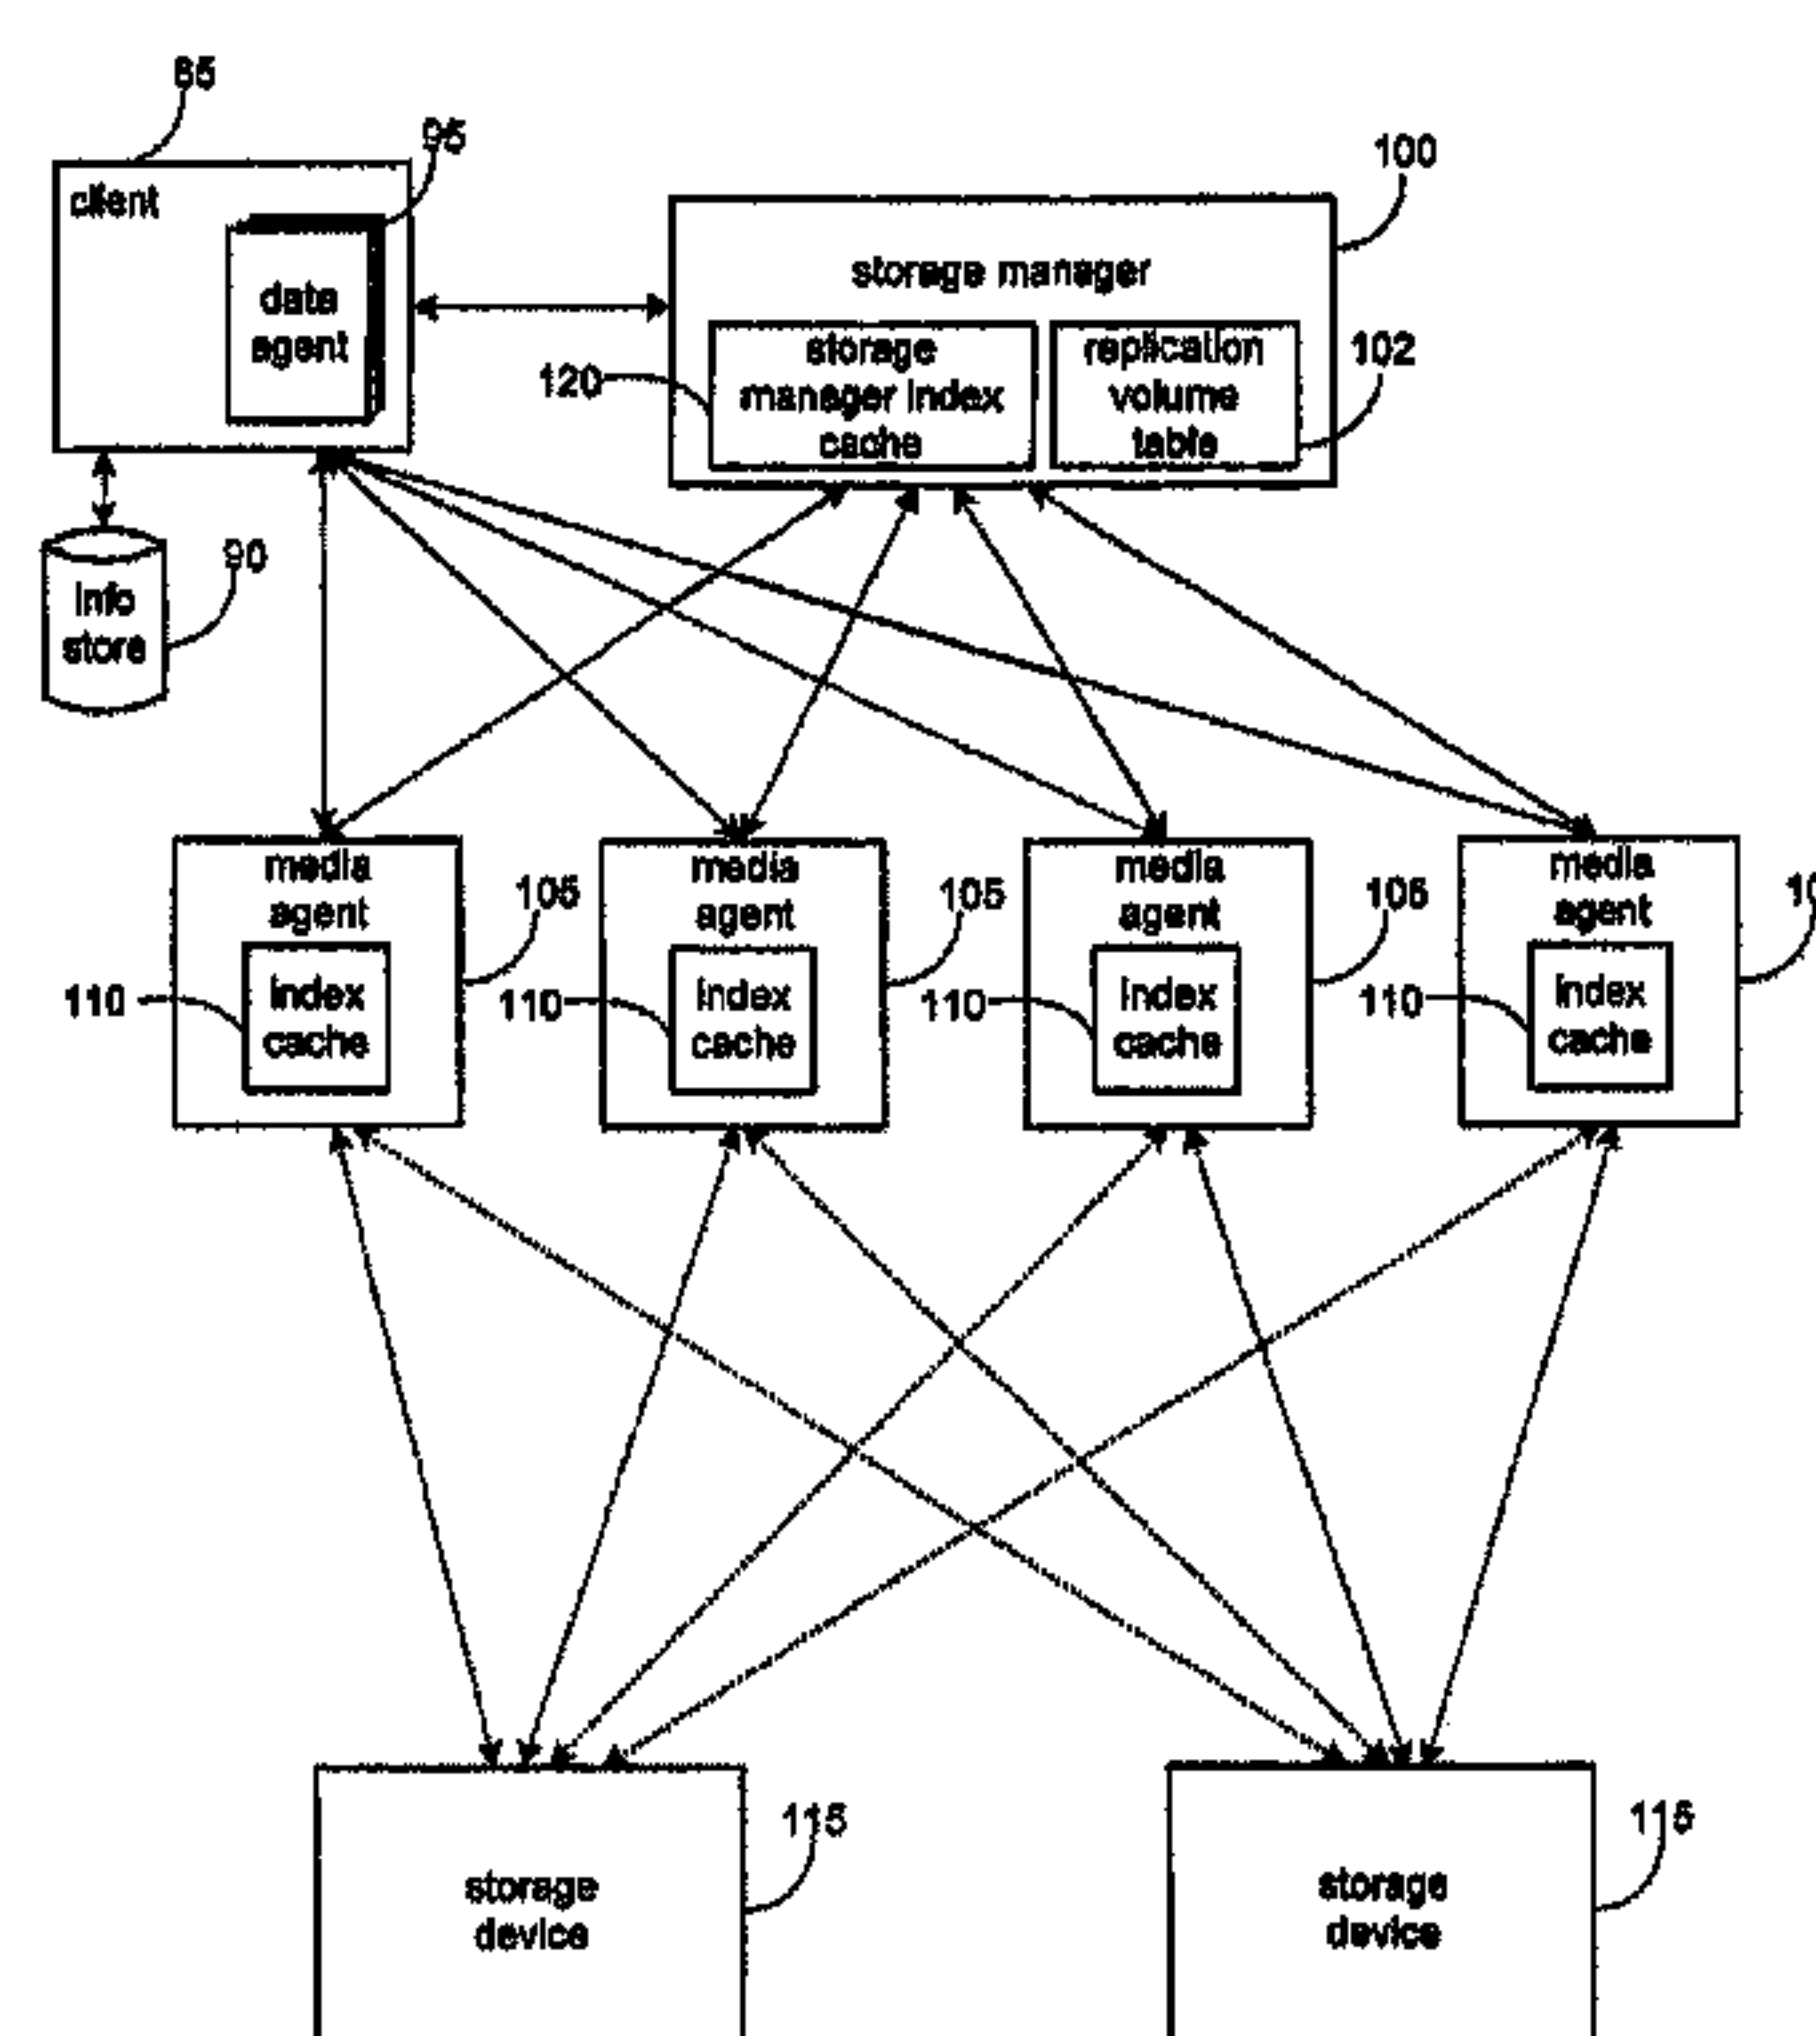 85
95
100
client
data
agent
storage manager
120
storage
manager index
cache
replication
volume
table
102
info
store
90
media
agent
105
media
agent
105
media
agent
105
media
agent
110
index
cache
110
index
cache
110
index
cache
110
index
cache
storage
device
115
storage
device
115